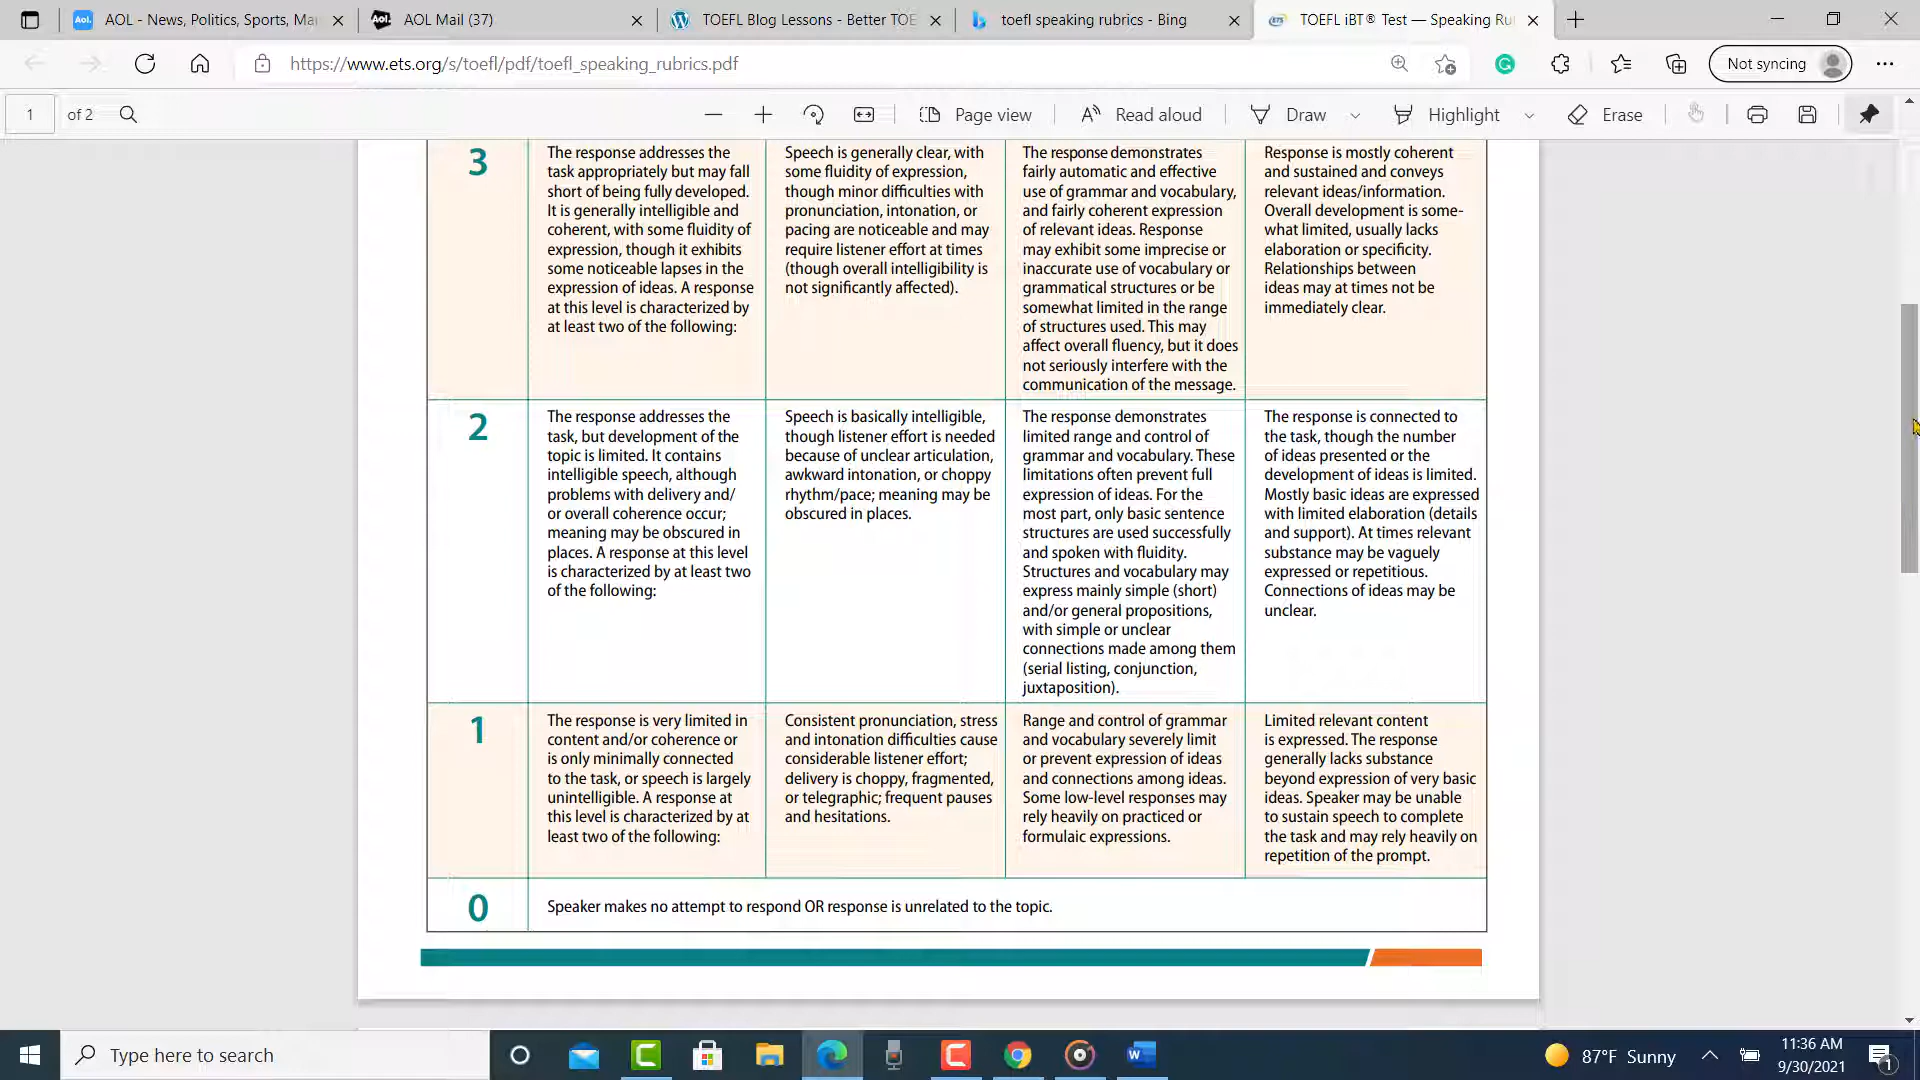 AOL - News, Politics, Sports, Ma
AOL Mail (37)
TOEFL Blog Lessons - Better TOE
toefl speaking rubrics - Bing
TOEFL iBT® Test — Speaking Ru
https://www.ets.org/s/toefl/pdf/toefl_speaking_rubrics.pdf
Not syncing
1 of 2
Page view
Read aloud
Draw
Highlight
Erase
3
The response addresses the
task appropriately but may fall
short of being fully developed.
It is generally intelligible and
coherent, with some fluidity of
expression, though it exhibits
some noticeable lapses in the
expression of ideas. A response
at this level is characterized by
at least two of the following:
Speech is generally clear, with
some fluidity of expression,
though minor difficulties with
pronunciation, intonation, or
pacing are noticeable and may
require listener effort at times
(though overall intelligibility is
not significantly affected).
The response demonstrates
fairly automatic and effective
use of grammar and vocabulary,
and fairly coherent expression
of relevant ideas. Response
may exhibit some imprecise or
inaccurate use of vocabulary or
grammatical structures or be
somewhat limited in the range
of structures used. This may
affect overall fluency, but it does
not seriously interfere with the
communication of the message.
Response is mostly coherent
and sustained and conveys
relevant ideas/information.
Overall development is some-
what limited, usually lacks
elaboration or specificity.
Relationships between
ideas may at times not be
immediately clear.
2
The response addresses the
task, but development of the
topic is limited. It contains
intelligible speech, although
problems with delivery and/
or overall coherence occur;
meaning may be obscured in
places. A response at this level
is characterized by at least two
of the following:
Speech is basically intelligible,
though listener effort is needed
because of unclear articulation,
awkward intonation, or choppy
rhythm/pace; meaning may be
obscured in places.
The response demonstrates
limited range and control of
grammar and vocabulary. These
limitations often prevent full
expression of ideas. For the
most part, only basic sentence
structures are used successfully
and spoken with fluidity.
Structures and vocabulary may
express mainly simple (short)
and/or general propositions,
with simple or unclear
connections made among them
(serial listing, conjunction,
juxtaposition).
The response is connected to
the task, though the number
of ideas presented or the
development of ideas is limited.
Mostly basic ideas are expressed
with limited elaboration (details
and support). At times relevant
substance may be vaguely
expressed or repetitious.
Connections of ideas may be
unclear.
1
The response is very limited in
content and/or coherence or
is only minimally connected
to the task, or speech is largely
unintelligible. A response at
this level is characterized by at
least two of the following:
Consistent pronunciation, stress
and intonation difficulties cause
considerable listener effort;
delivery is choppy, fragmented,
or telegraphic; frequent pauses
and hesitations.
Range and control of grammar
and vocabulary severely limit
or prevent expression of ideas
and connections among ideas.
Some low-level responses may
rely heavily on practiced or
formulaic expressions.
Limited relevant content
is expressed. The response
generally lacks substance
beyond expression of very basic
ideas. Speaker may be unable
to sustain speech to complete
the task and may rely heavily on
repetition of the prompt.
0
Speaker makes no attempt to respond OR response is unrelated to the topic.
Type here to search
87°F Sunny
11:36 AM
9/30/2021
1